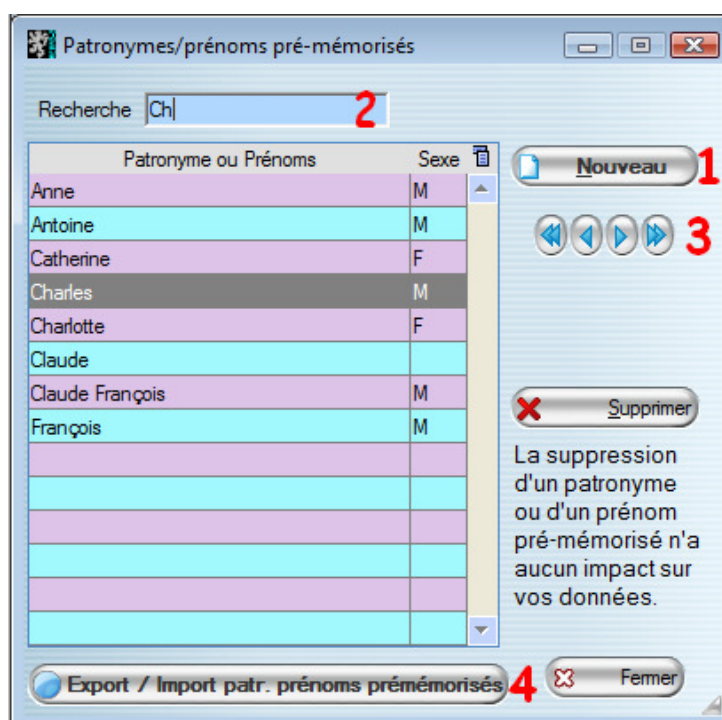 Patronymes/prénoms pré-mémorisés
Recherche Ch 2
Patronyme ou Prénoms Sexe
Nouveau 1
Anne M
Antoine M
3
Catherine F
Charles M
Charlotte F
Claude
Claude François M
François M
Supprimer
La suppression
d'un patronyme
ou d'un prénom
pré-mémorisé n'a
aucun impact sur
vos données.
Export / Import patr. prénoms prémémorisés 4
Fermer